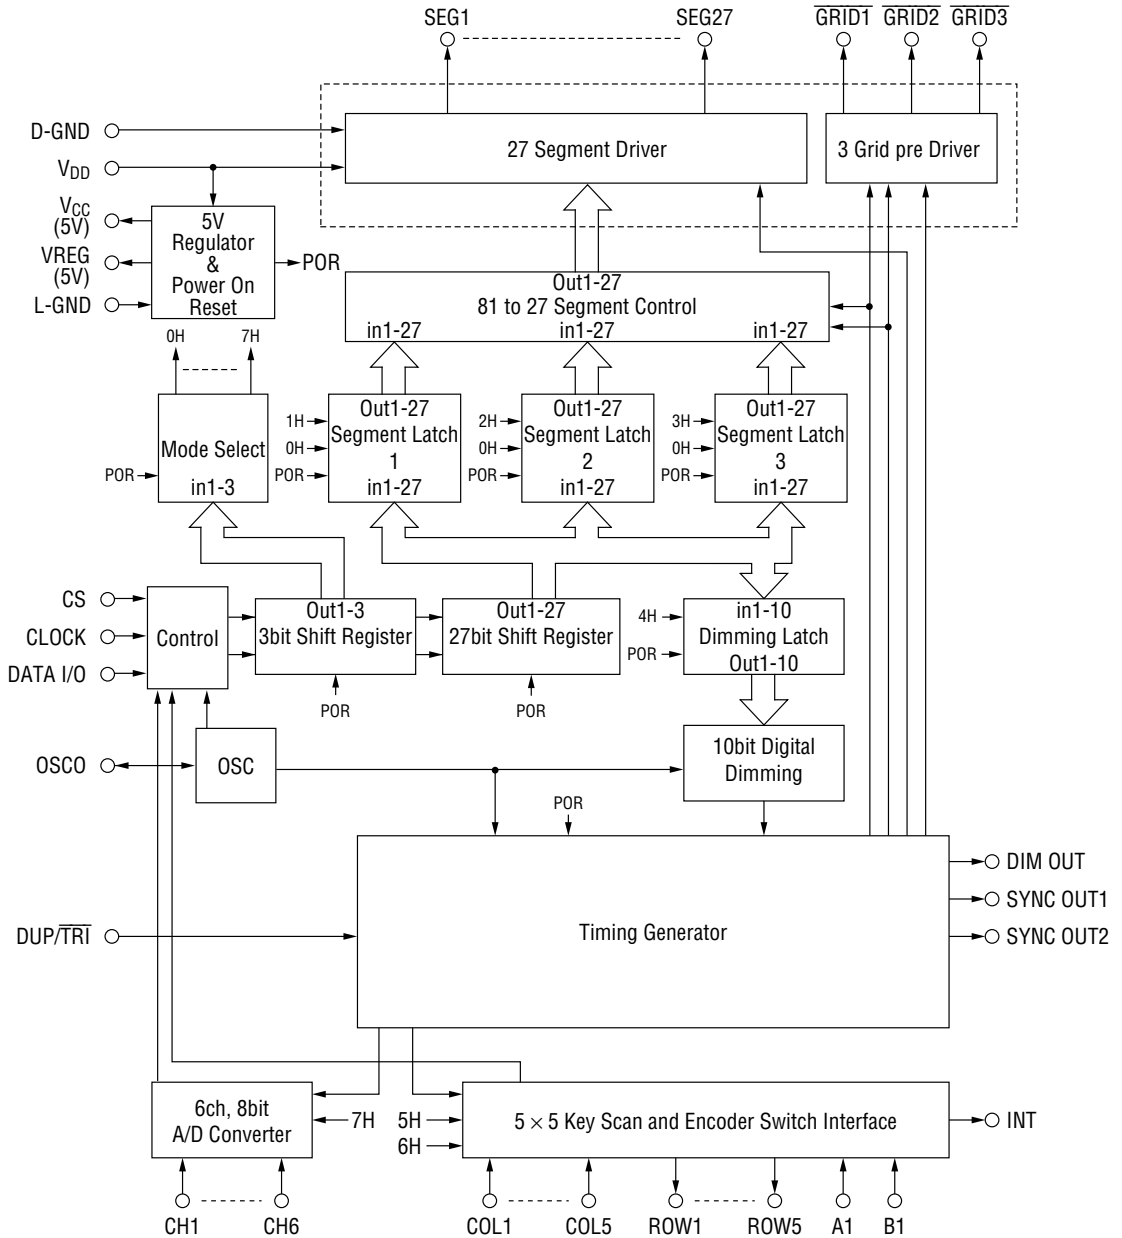 SEG1
SEG27
GRID1
GRID2
GRID3
D-GND
VDD
27 Segment Driver
3 Grid pre Driver
VCC
(5V)
VREG
(5V)
L-GND
5V
Regulator
&
Power On
Reset
POR
Out1-27
81 to 27 Segment Control
in1-27
in1-27
in1-27
0H
7H
Mode Select
in1-3
POR
1H
0H
POR
Out1-27
Segment Latch
1
in1-27
2H
0H
POR
Out1-27
Segment Latch
2
in1-27
3H
0H
POR
Out1-27
Segment Latch
3
in1-27
CS
CLOCK
DATA I/O
Control
Out1-3
3bit Shift Register
POR
Out1-27
27bit Shift Register
POR
4H
POR
in1-10
Dimming Latch
Out1-10
OSCO
OSC
10bit Digital
Dimming
POR
DUP/TRI
Timing Generator
DIM OUT
SYNC OUT1
SYNC OUT2
6ch, 8bit
A/D Converter
7H
5H
6H
5 × 5 Key Scan and Encoder Switch Interface
INT
CH1
CH6
COL1
COL5
ROW1
ROW5
A1
B1